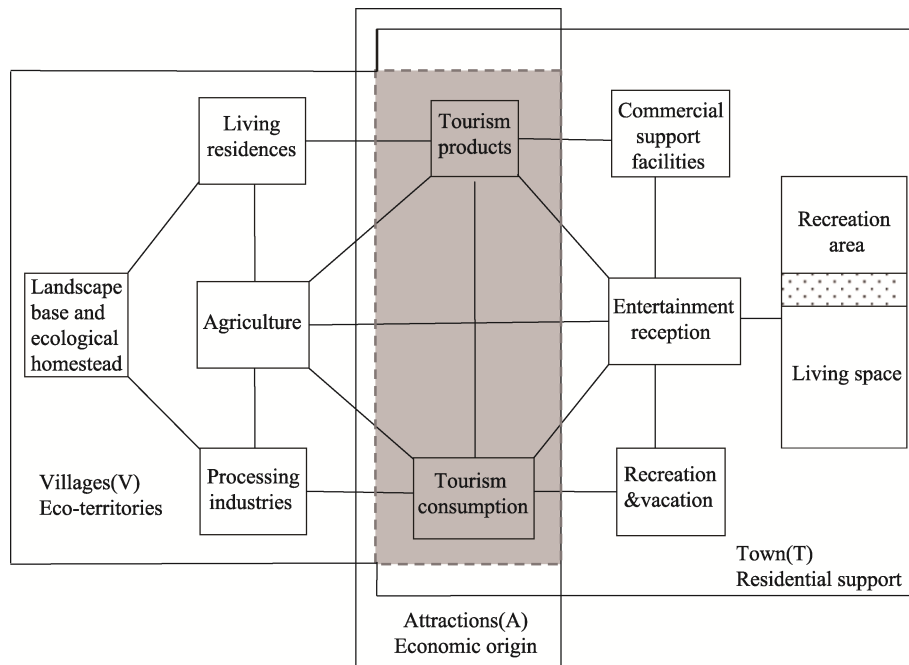 Living
residences
Tourism
products
Commercial
support
facilities
Recreation
area
Landscape
base and
ecological
homestead
Agriculture
Entertainment
reception
Living space
Processing
industries
Tourism
consumption
Recreation
&vacation
Villages(V)
Eco-territories
Town(T)
Residential support
Attractions(A)
Economic origin